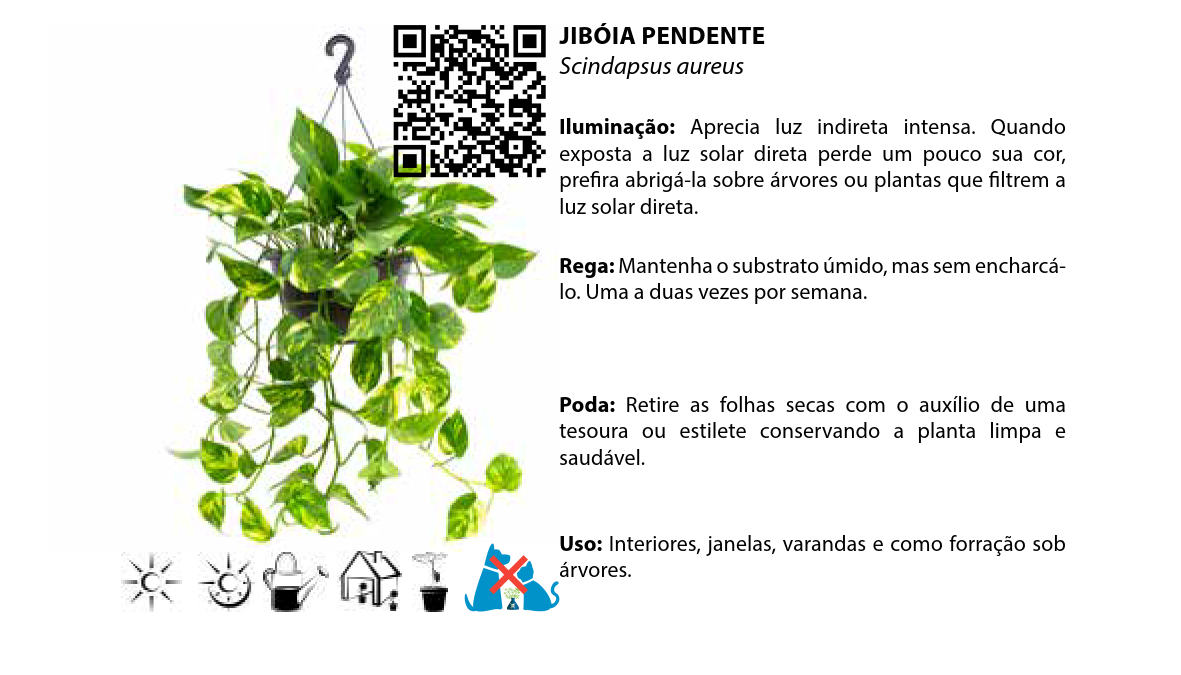 JIBÓIA PENDENTE
Scindapsus aureus
Iluminação: Aprecia luz indireta intensa. Quando
exposta a luz solar direta perde um pouco sua cor,
prefira abrigá-la sobre árvores ou plantas que filtrem a
luz solar direta.
Rega: Mantenha o substrato úmido, mas sem encharcá-
lo. Uma a duas vezes por semana.
Poda: Retire as folhas secas com o auxílio de uma
tesoura ou estilete conservando a planta limpa e
saudável.
Uso: Interiores, janelas, varandas e como forração sob
árvores.